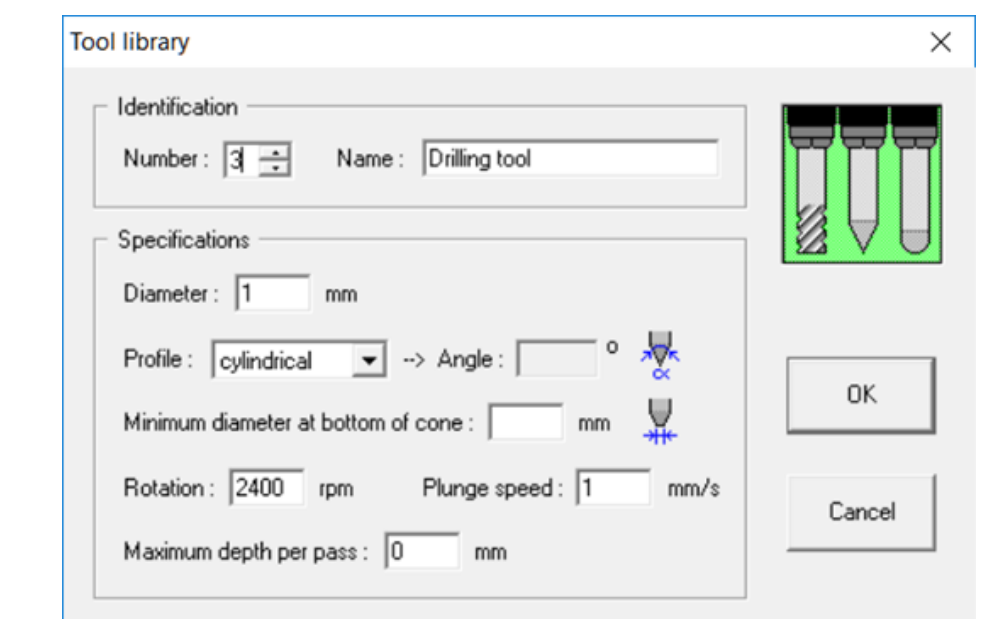 Tool library
Identification
Number : 3 Name : Drilling tool
Specifications
Diameter : 1 mm
Profile : cylindrical --> Angle : °
α
Minimum diameter at bottom of cone : mm
OK
Rotation : 2400 rpm Plunge speed : 1 mm/s
Cancel
Maximum depth per pass : 0 mm